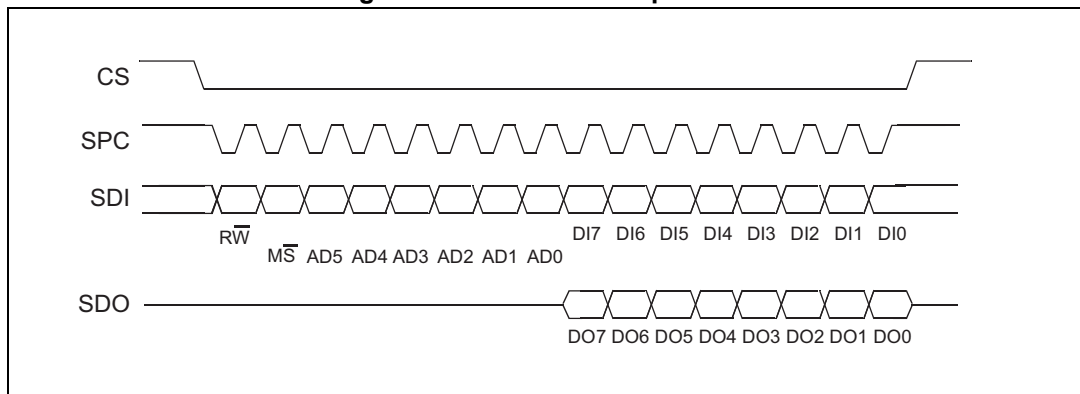 CS
SPC
SDI
RW̅
DI7 DI6 DI5 DI4 DI3 DI2 DI1 DI0
MS̅ AD5 AD4 AD3 AD2 AD1 AD0
SDO
DO7 DO6 DO5 DO4 DO3 DO2 DO1 DO0